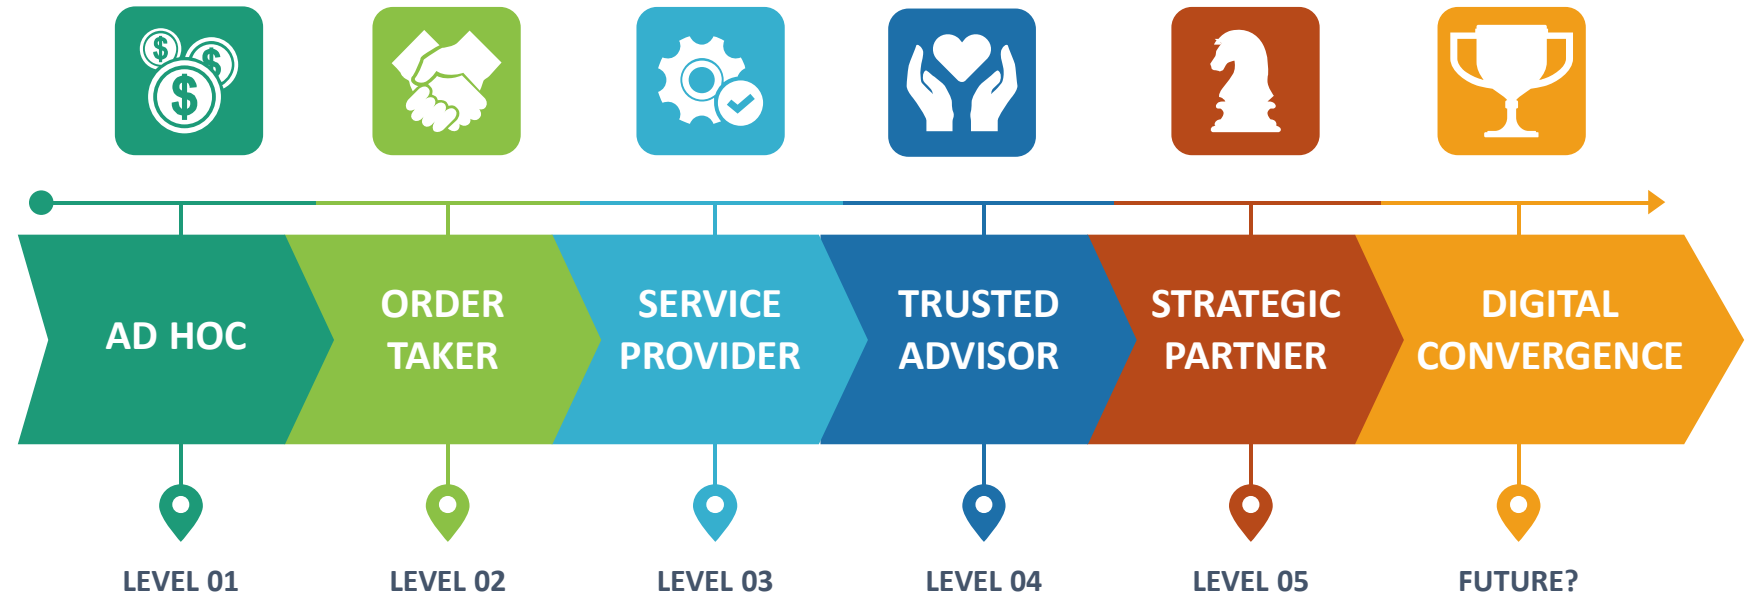 $
$
$
AD HOC
ORDER
TAKER
SERVICE
PROVIDER
TRUSTED
ADVISOR
STRATEGIC
PARTNER
DIGITAL
CONVERGENCE
LEVEL 01
LEVEL 02
LEVEL 03
LEVEL 04
LEVEL 05
FUTURE?